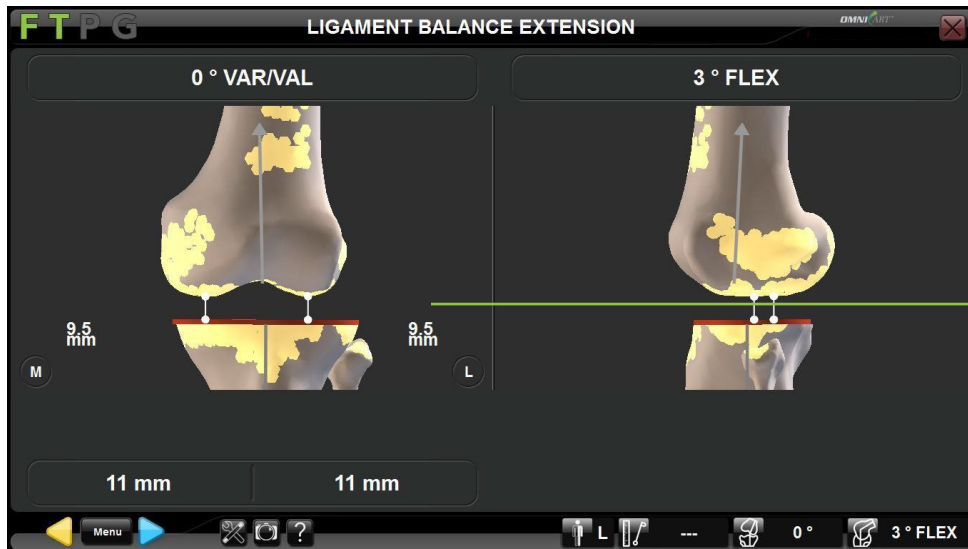 F T P G
LIGAMENT BALANCE EXTENSION
OMNI
0 ° VAR/VAL
3 ° FLEX
9.5
mm
9.5
mm
M
L
11 mm
11 mm
Menu
?
L
---
0 °
3 ° FLEX